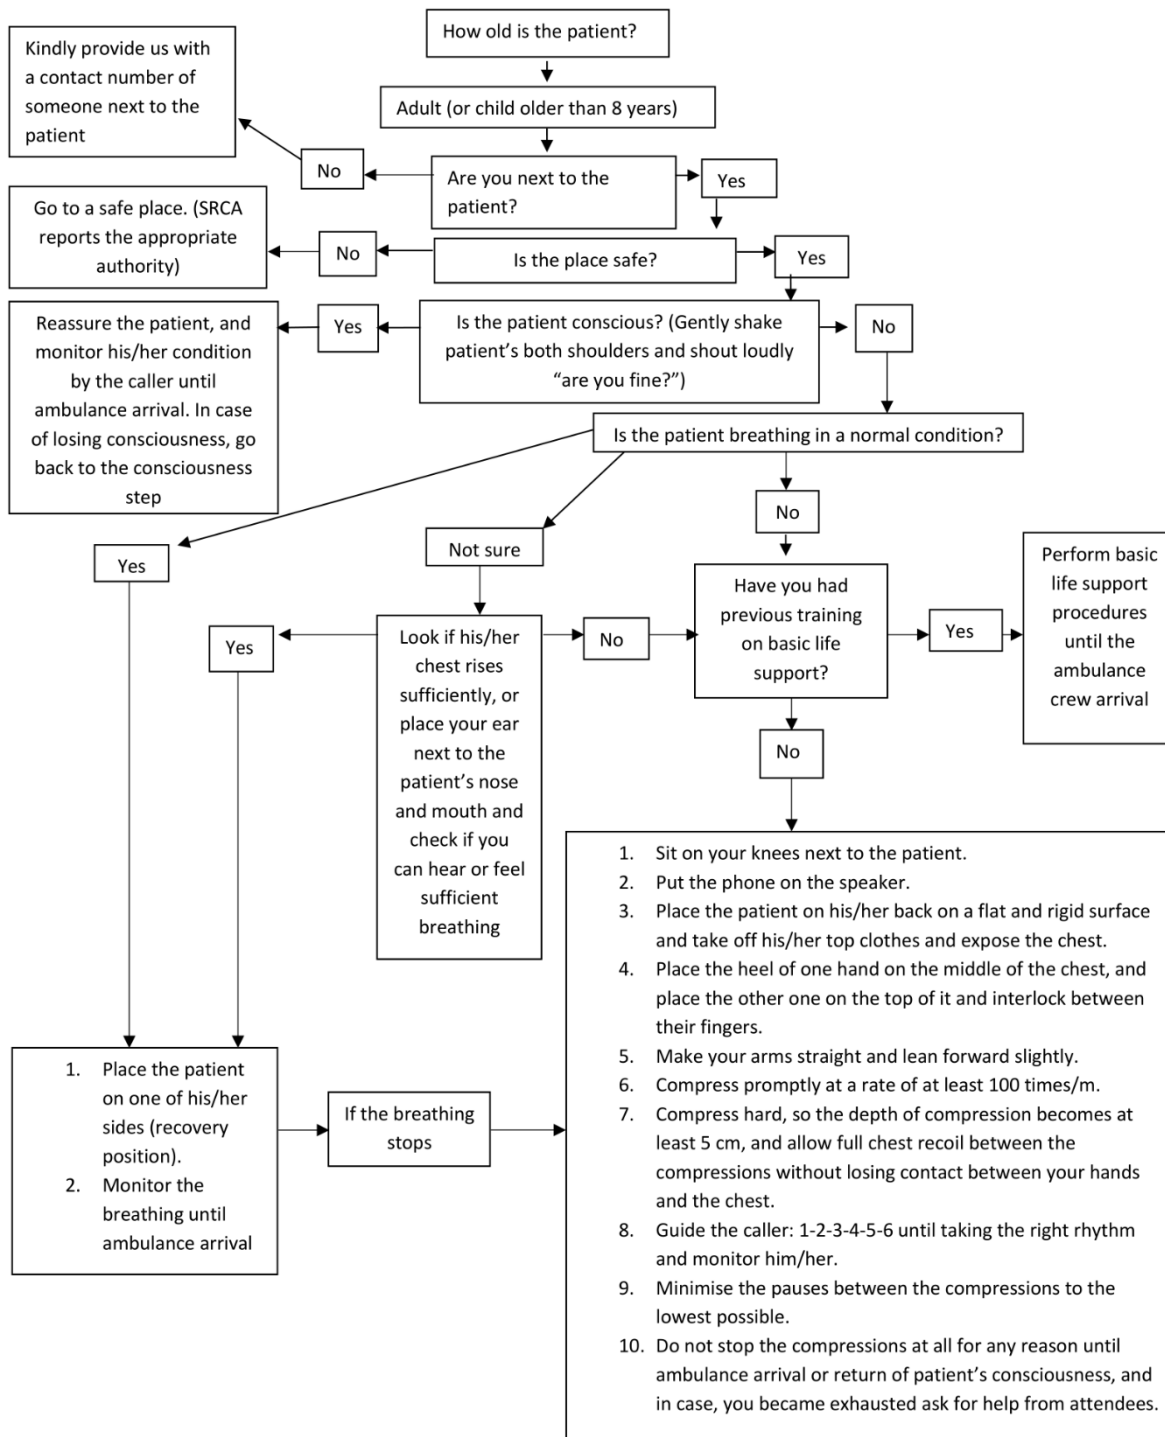 How old is the patient?
Kindly provide us with
a contact number of
someone next to the
patient
Adult (or child older than 8 years)
No
Are you next to the
patient?
Yes
Go to a safe place. (SRCA
reports the appropriate
authority)
No
Is the place safe?
Yes
Reassure the patient, and
monitor his/her condition
by the caller until
ambulance arrival. In case
of losing consciousness, go
back to the consciousness
step
Yes
Is the patient conscious? (Gently shake
patient’s both shoulders and shout loudly
“are you fine?”)
No
Is the patient breathing in a normal condition?
Yes
Not sure
No
Yes
Look if his/her
chest rises
sufficiently, or
place your ear
next to the
patient’s nose
and mouth and
check if you
can hear or feel
sufficient
breathing
No
Have you had
previous training
on basic life
support?
Yes
Perform basic
life support
procedures
until the
ambulance
crew arrival
No
1. Place the patient
on one of his/her
sides (recovery
position).
2. Monitor the
breathing until
ambulance arrival
If the breathing
stops
1. Sit on your knees next to the patient.
2. Put the phone on the speaker.
3. Place the patient on his/her back on a flat and rigid surface
and take off his/her top clothes and expose the chest.
4. Place the heel of one hand on the middle of the chest, and
place the other one on the top of it and interlock between
their fingers.
5. Make your arms straight and lean forward slightly.
6. Compress promptly at a rate of at least 100 times/m.
7. Compress hard, so the depth of compression becomes at
least 5 cm, and allow full chest recoil between the
compressions without losing contact between your hands
and the chest.
8. Guide the caller: 1-2-3-4-5-6 until taking the right rhythm
and monitor him/her.
9. Minimise the pauses between the compressions to the
lowest possible.
10. Do not stop the compressions at all for any reason until
ambulance arrival or return of patient’s consciousness, and
in case, you became exhausted ask for help from attendees.